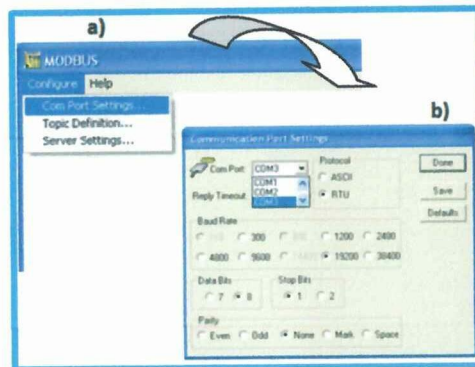 a)
MODBUS
Configure Help
Com Port Settings...
Topic Definition...
Server Settings...
b)
Communication Port Settings
Com Port: COM3
COM1
COM2
COM3
Reply Timeout
Protocol
ASCII
RTU
Done
Save
Defaults
Baud Rate
300 1200 2400
4800 9600 19200 38400
Data Bits
7 8
Stop Bits
1 2
Parity
Even Odd None Mark Space